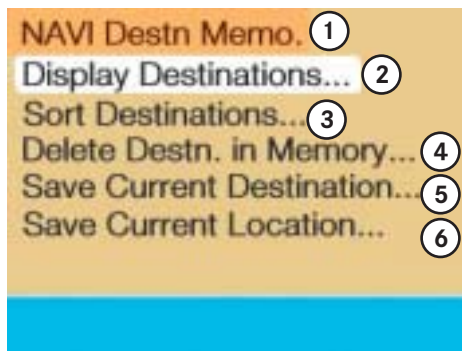 NAVI Destn Memo. 1
Display Destinations... 2
Sort Destinations... 3
Delete Destn. in Memory... 4
Save Current Destination... 5
Save Current Location... 6